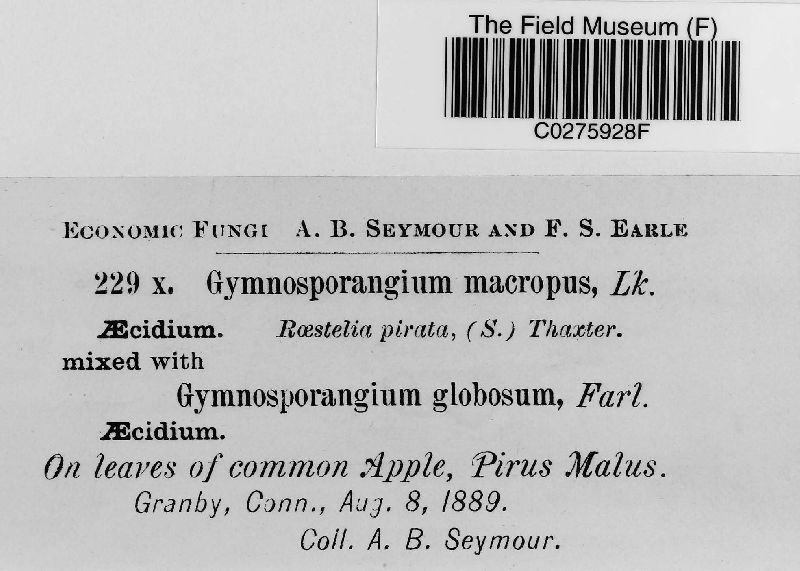 The Field Museum (F)
C0275928F
Economic Fungi A. B. Seymour and F. S. Earle
229 x. Gymnosporangium macropus, Lk.
Æcidium. Rœstelia pirata, (S.) Thaxter.
mixed with
Gymnosporangium globosum, Farl.
Æcidium.
On leaves of common Apple, Pirus Malus.
Granby, Conn., Aug. 8, 1889.
Coll. A. B. Seymour.